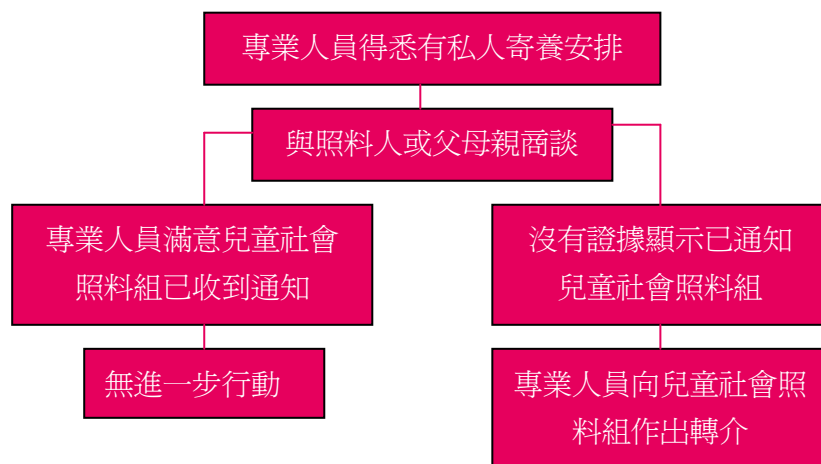 專業人員得悉有私人寄養安排
與照料人或父母親商談
專業人員滿意兒童社會
照料組已收到通知
沒有證據顯示已通知
兒童社會照料組
無進一步行動
專業人員向兒童社會照
料組作出轉介